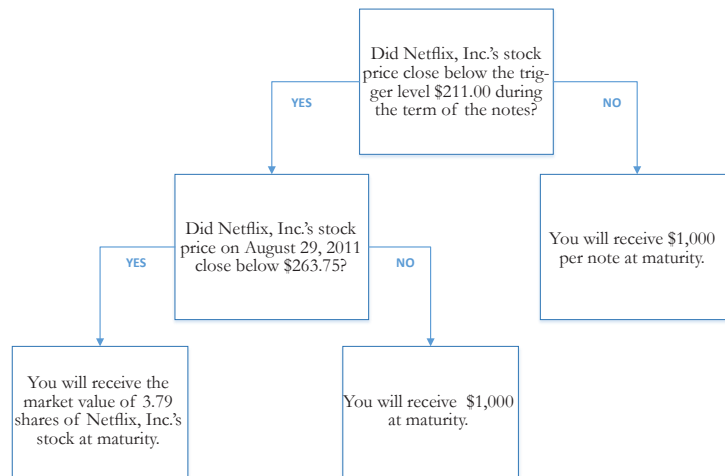 Did Netflix, Inc.'s stock
price close below the trig-
ger level $211.00 during
the term of the notes?
YES
NO
Did Netflix, Inc.'s stock
price on August 29, 2011
close below $263.75?
You will receive $1,000
per note at maturity.
YES
NO
You will receive the
market value of 3.79
shares of Netflix, Inc.'s
stock at maturity.
You will receive $1,000
at maturity.